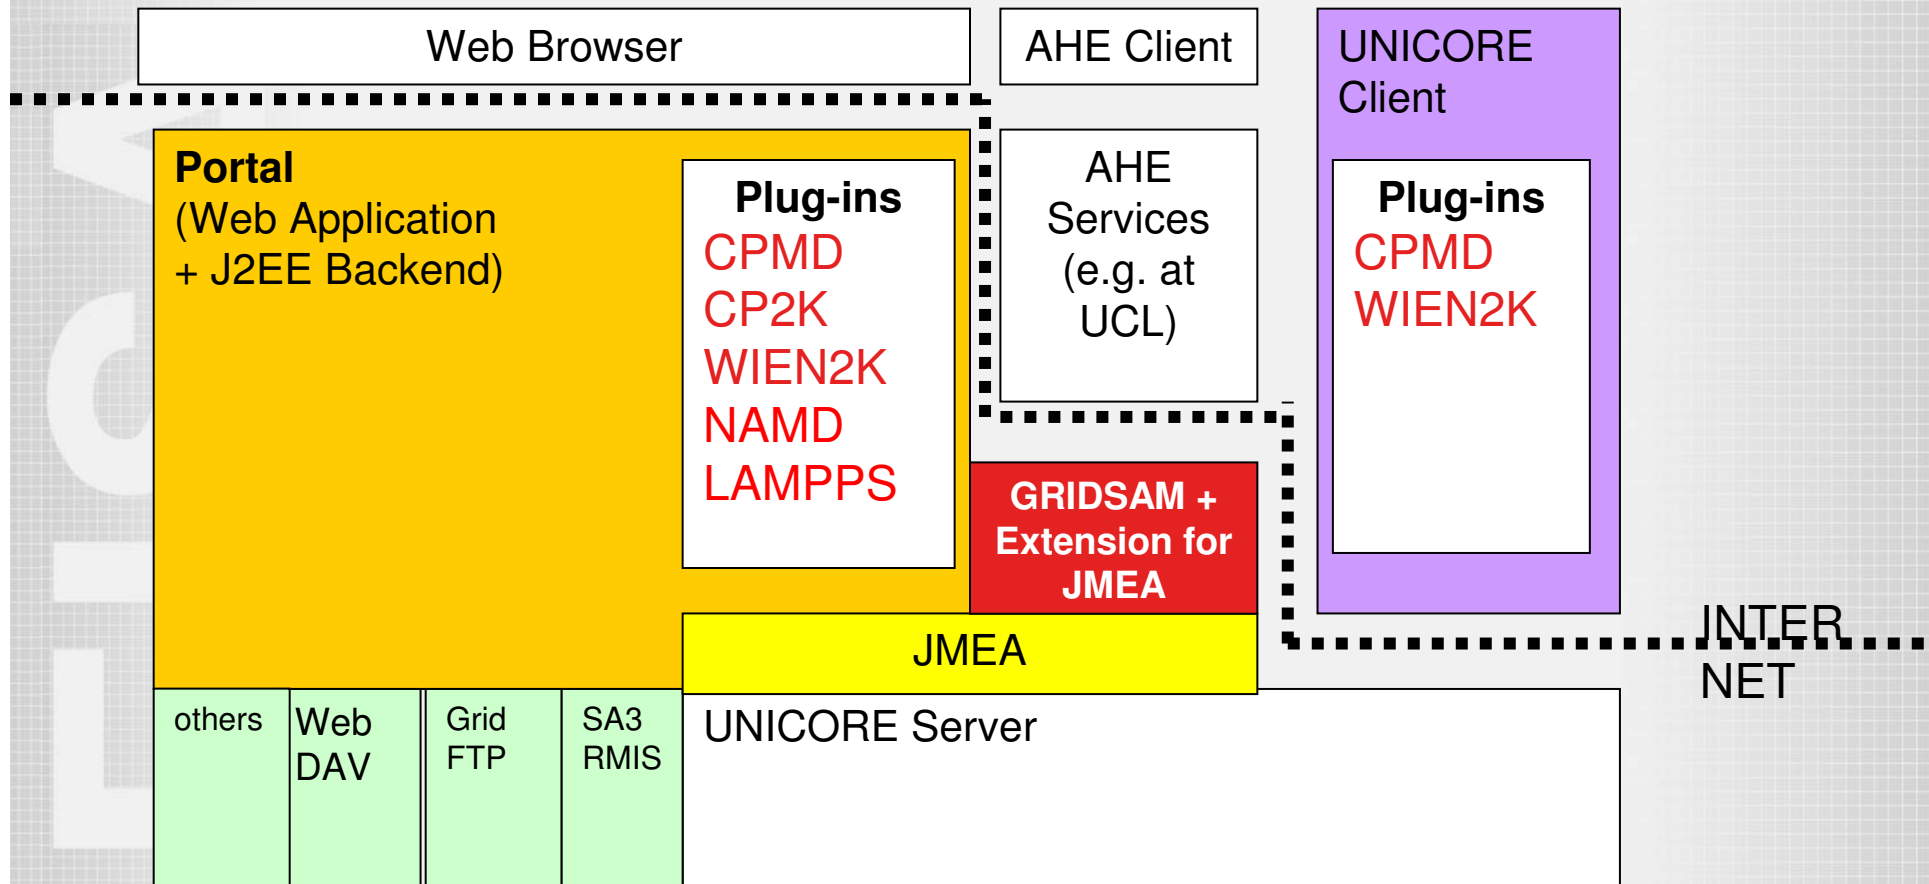 Web Browser
AHE Client
UNICORE
Client
Portal
(Web Application
+ J2EE Backend)
Plug-ins
CPMD
CP2K
WIEN2K
NAMD
LAMPPS
AHE
Services
(e.g. at
UCL)
Plug-ins
CPMD
WIEN2K
GRIDSAM +
Extension for
JMEA
JMEA
INTER
NET
others
Web
DAV
Grid
FTP
SA3
RMIS
UNICORE Server